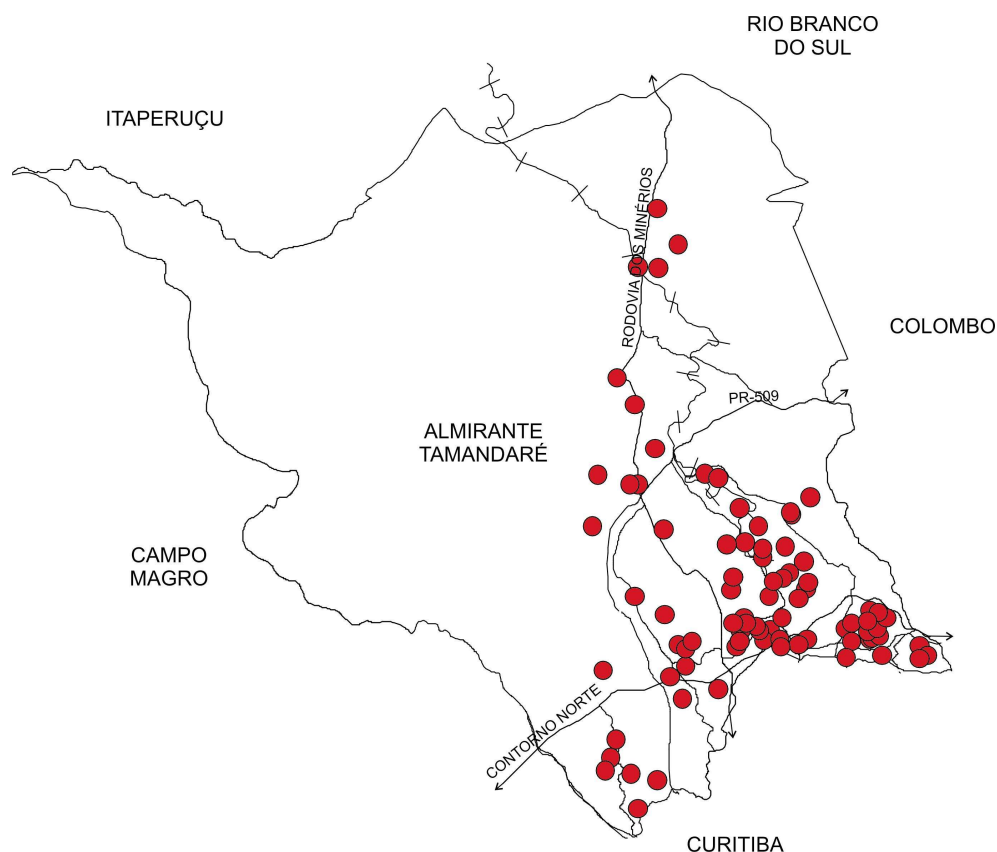 RIO BRANCO
DO SUL
ITAPERUÇU
RODOVIA DOS MINÉRIOS
COLOMBO
PR-509
ALMIRANTE
TAMANDARÉ
CAMPO
MAGRO
CONTORNO NORTE
CURITIBA